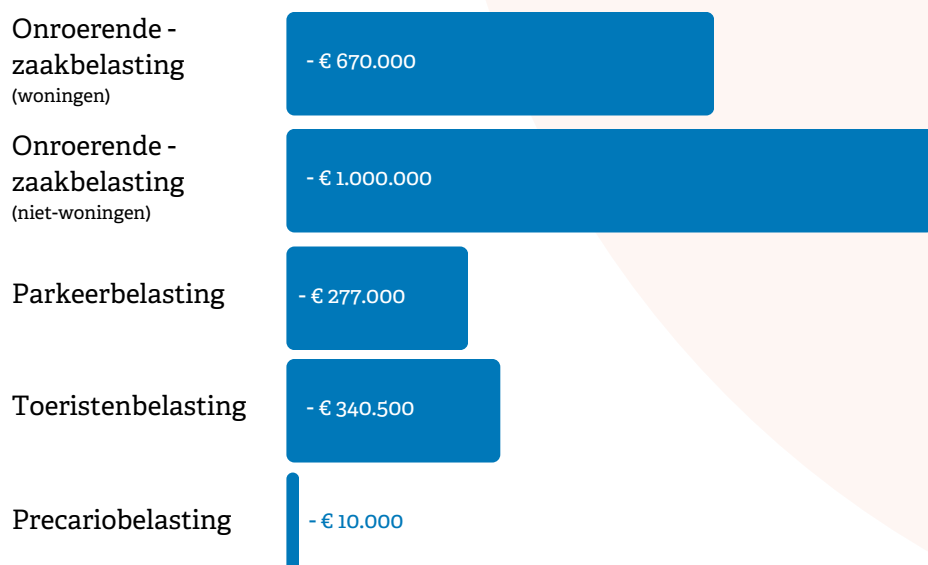 Onroerende -
zaakbelasting
(woningen)
- € 670.000
Onroerende -
zaakbelasting
(niet-woningen)
- € 1.000.000
Parkeerbelasting
- € 277.000
Toeristenbelasting
- € 340.500
Precariobelasting
- € 10.000